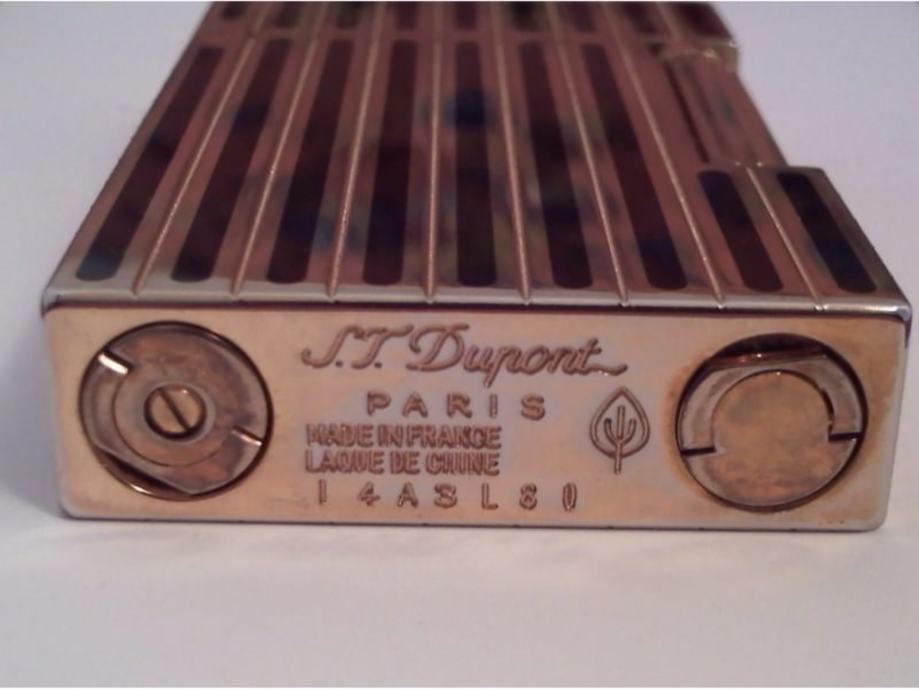 S.T. Dupont
PARIS
MADE IN FRANCE
LAQUE DE CHINE
14ASL80